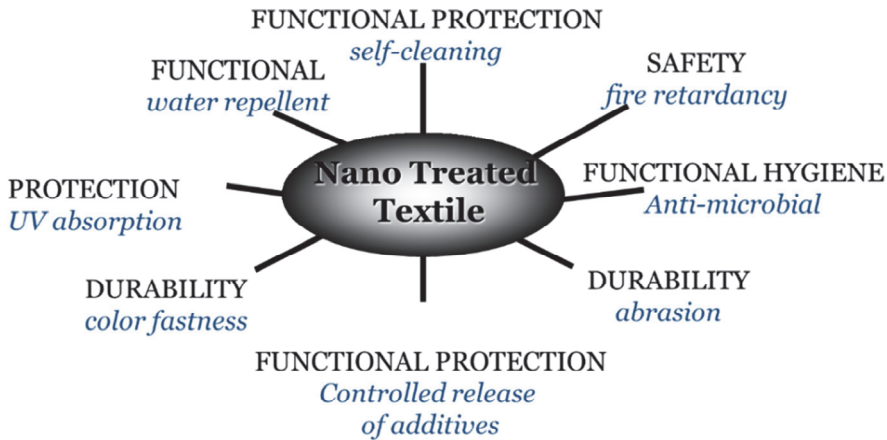 FUNCTIONAL PROTECTION
self-cleaning
FUNCTIONAL
water repellent
SAFETY
fire retardancy
Nano Treated
Textile
FUNCTIONAL HYGIENE
Anti-microbial
PROTECTION
UV absorption
DURABILITY
color fastness
DURABILITY
abrasion
FUNCTIONAL PROTECTION
Controlled release
of additives